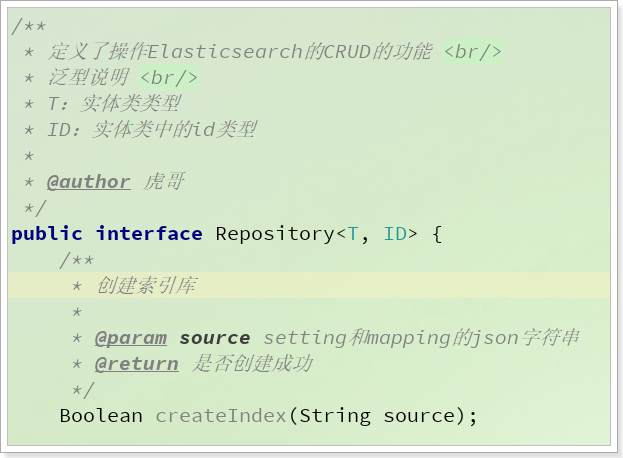 /**
 * 定义了操作Elasticsearch的CRUD的功能 <br/>
 * 泛型说明 <br/>
 * T：实体类类型
 * ID：实体类中的id类型
 *
 * @author 虎哥
 */
public interface Repository<T, ID> {
    /**
     * 创建索引库
     *
     * @param source setting和mapping的json字符串
     * @return 是否创建成功
     */
    Boolean createIndex(String source);